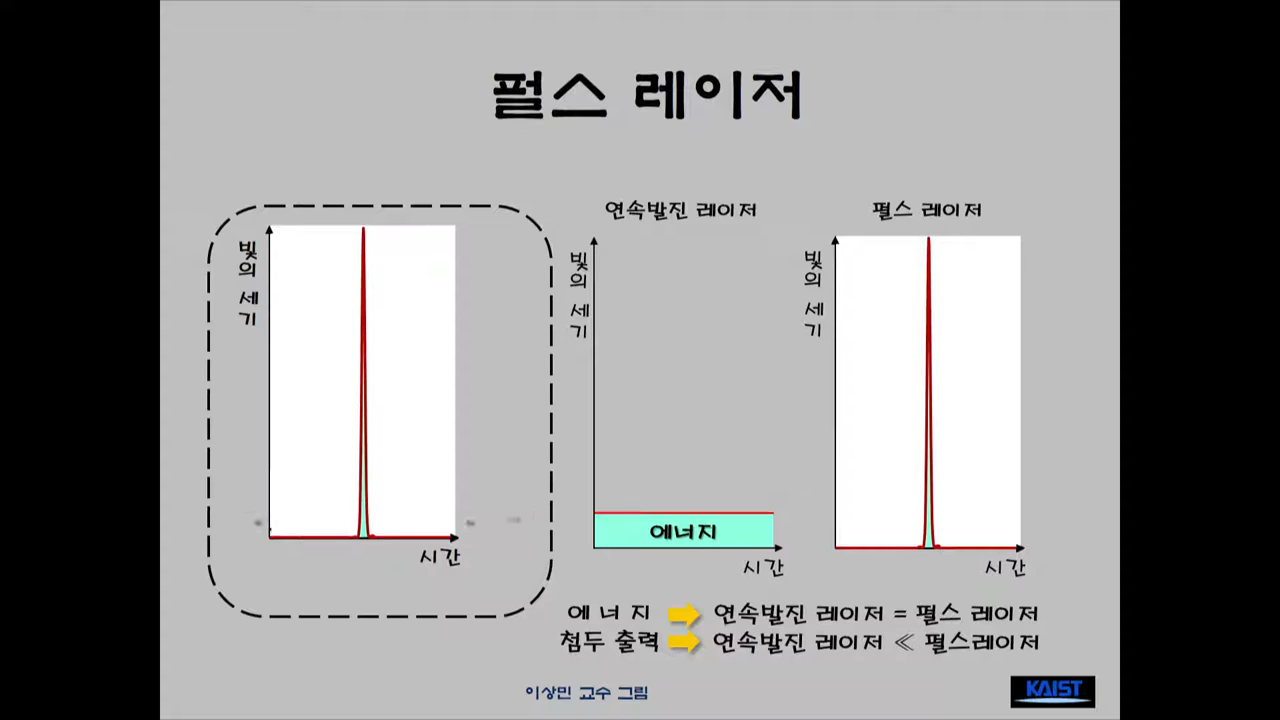 펄스 레이저
빛의 세기
시간
연속발진 레이저
빛의 세기
에너지
시간
펄스 레이저
빛의 세기
시간
에 너 지 연속발진 레이저 = 펄스 레이저
첨두 출력 연속발진 레이저 ≪ 펄스레이저
이상민 교수 그림
KAIST